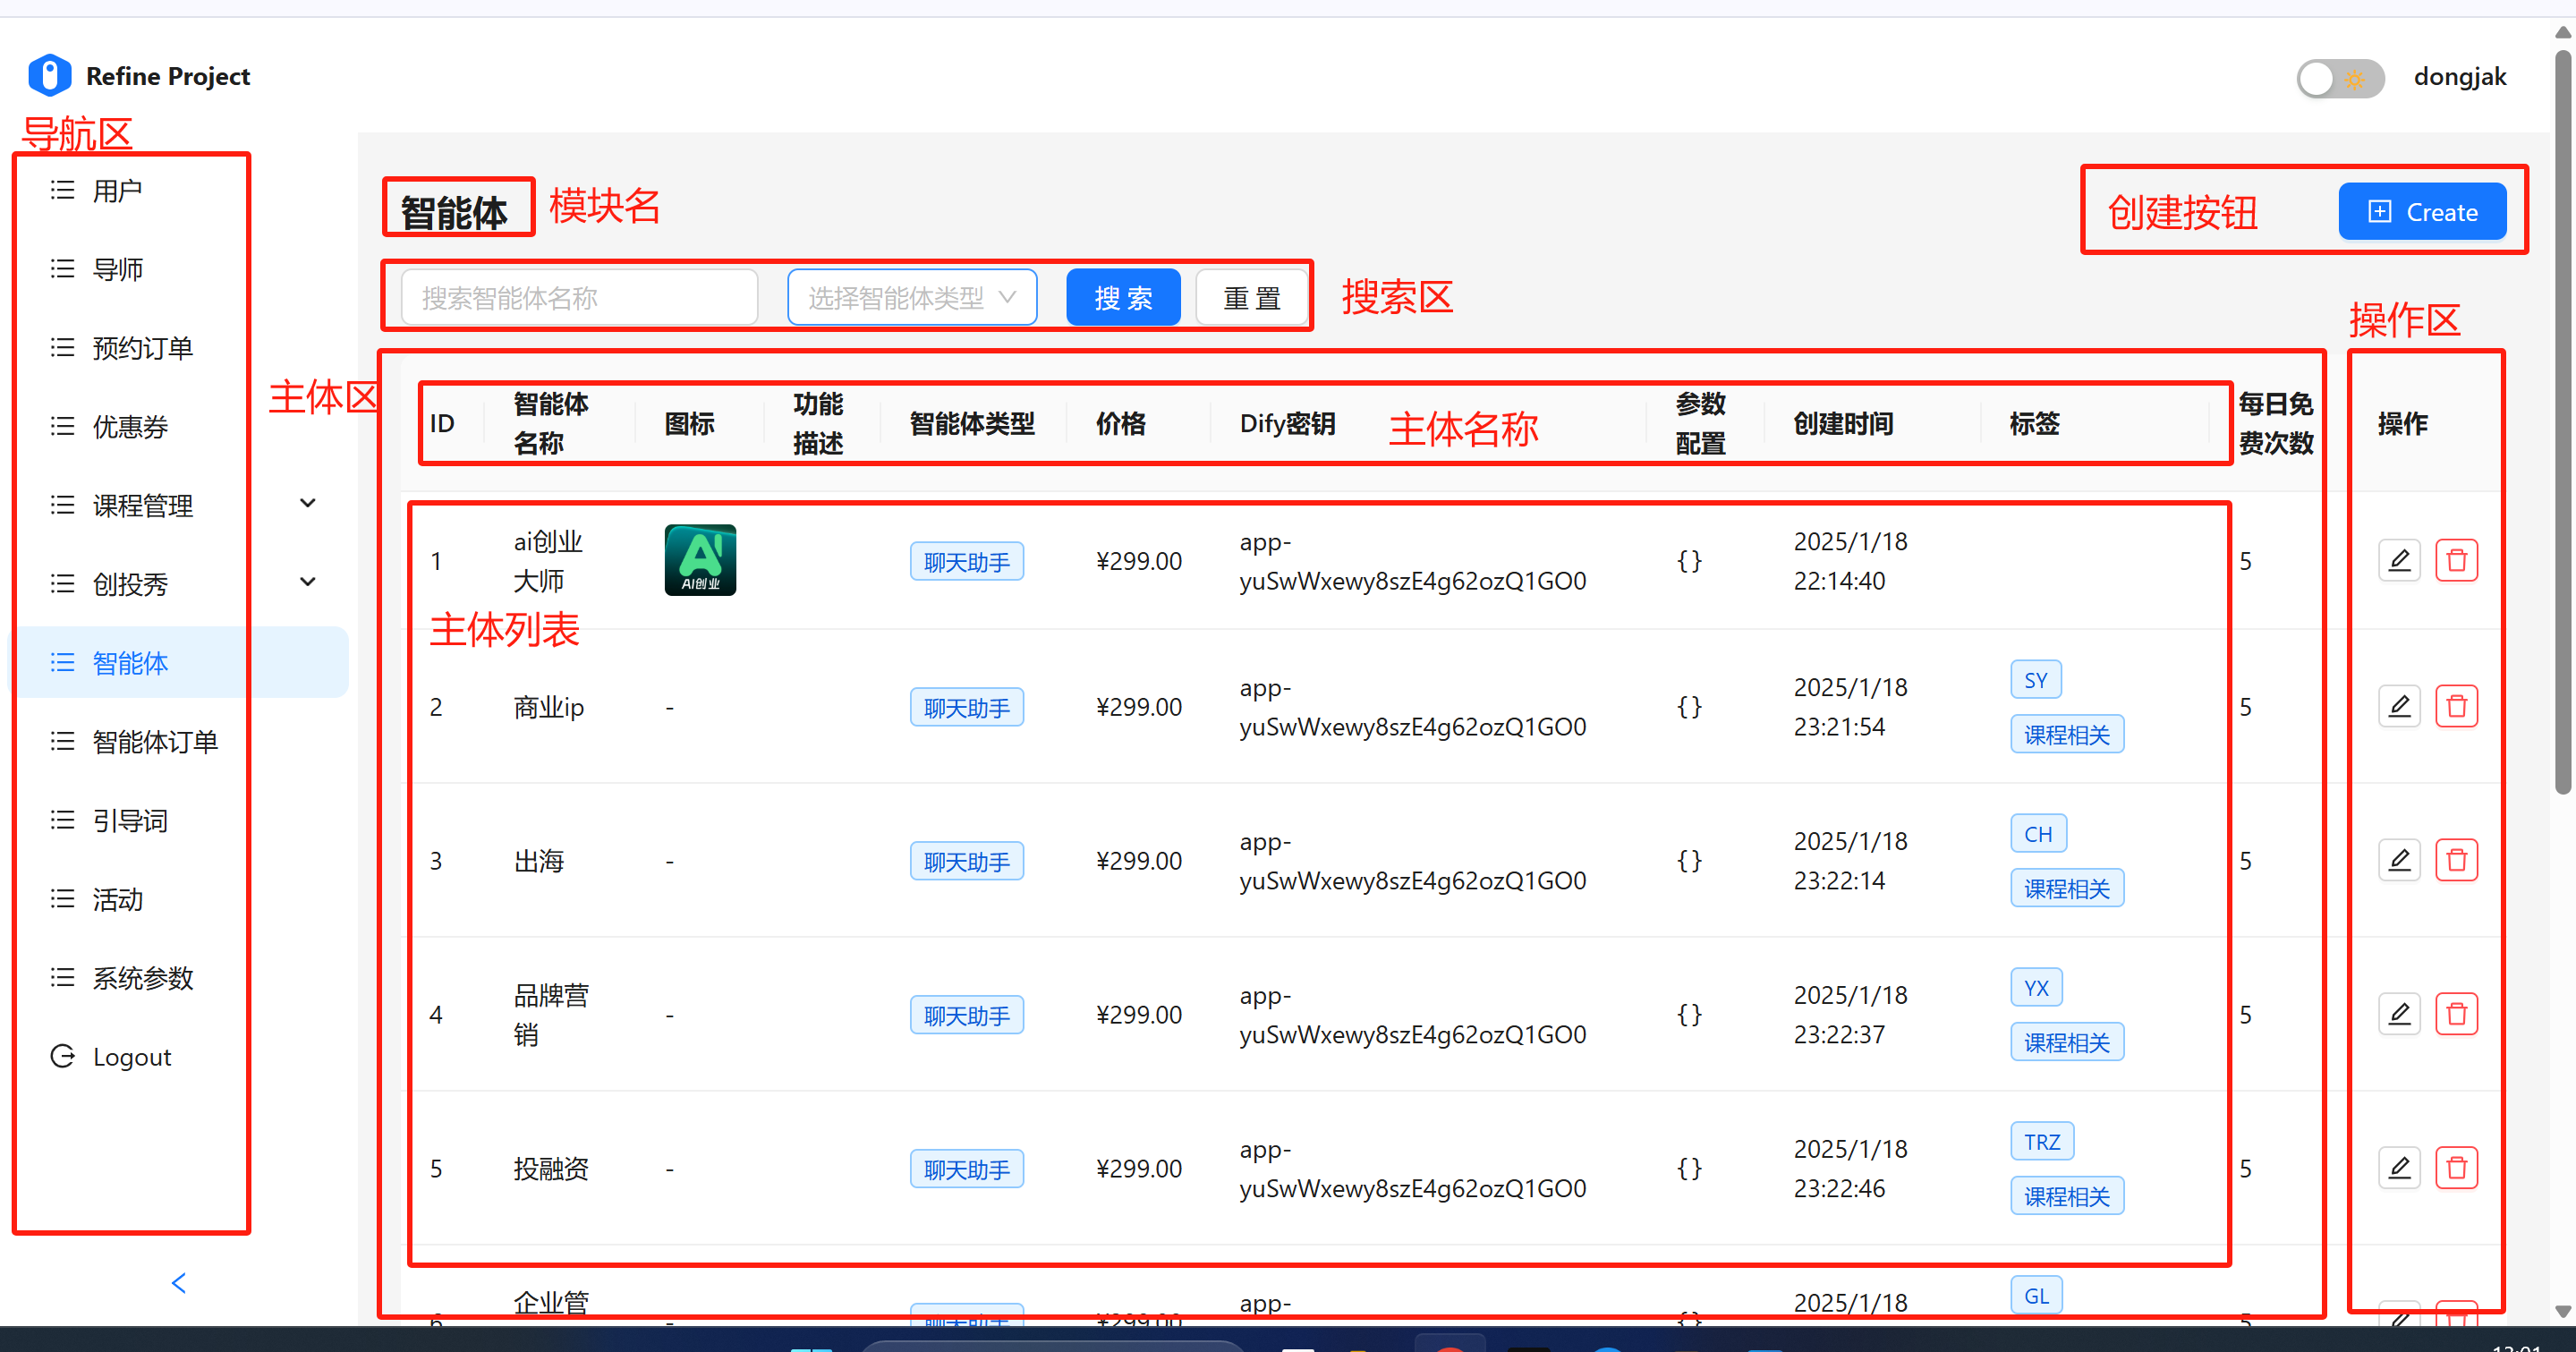 Refine Project
dongjak
导航区
用户
导师
预约订单
优惠券
课程管理
创投秀
智能体
智能体订单
引导词
活动
系统参数
Logout
智能体
模块名
创建按钮
Create
搜索智能体名称
选择智能体类型
搜 索
重 置
搜索区
操作区
主体区
ID
智能体
名称
图标
功能
描述
智能体类型
价格
Dify密钥
主体名称
参数
配置
创建时间
标签
每日免
费次数
操作
1
ai创业
大师
AI
AI创业
聊天助手
¥299.00
app-
yuSwWxewy8szE4g62ozQ1GO0
{}
2025/1/18
22:14:40
5
主体列表
2
商业ip
-
聊天助手
¥299.00
app-
yuSwWxewy8szE4g62ozQ1GO0
{}
2025/1/18
23:21:54
SY
课程相关
5
3
出海
-
聊天助手
¥299.00
app-
yuSwWxewy8szE4g62ozQ1GO0
{}
2025/1/18
23:22:14
CH
课程相关
5
4
品牌营
销
-
聊天助手
¥299.00
app-
yuSwWxewy8szE4g62ozQ1GO0
{}
2025/1/18
23:22:37
YX
课程相关
5
5
投融资
-
聊天助手
¥299.00
app-
yuSwWxewy8szE4g62ozQ1GO0
{}
2025/1/18
23:22:46
TRZ
课程相关
5
6
企业管
-
聊天助手
¥299.00
app-
{}
2025/1/18
GL
5